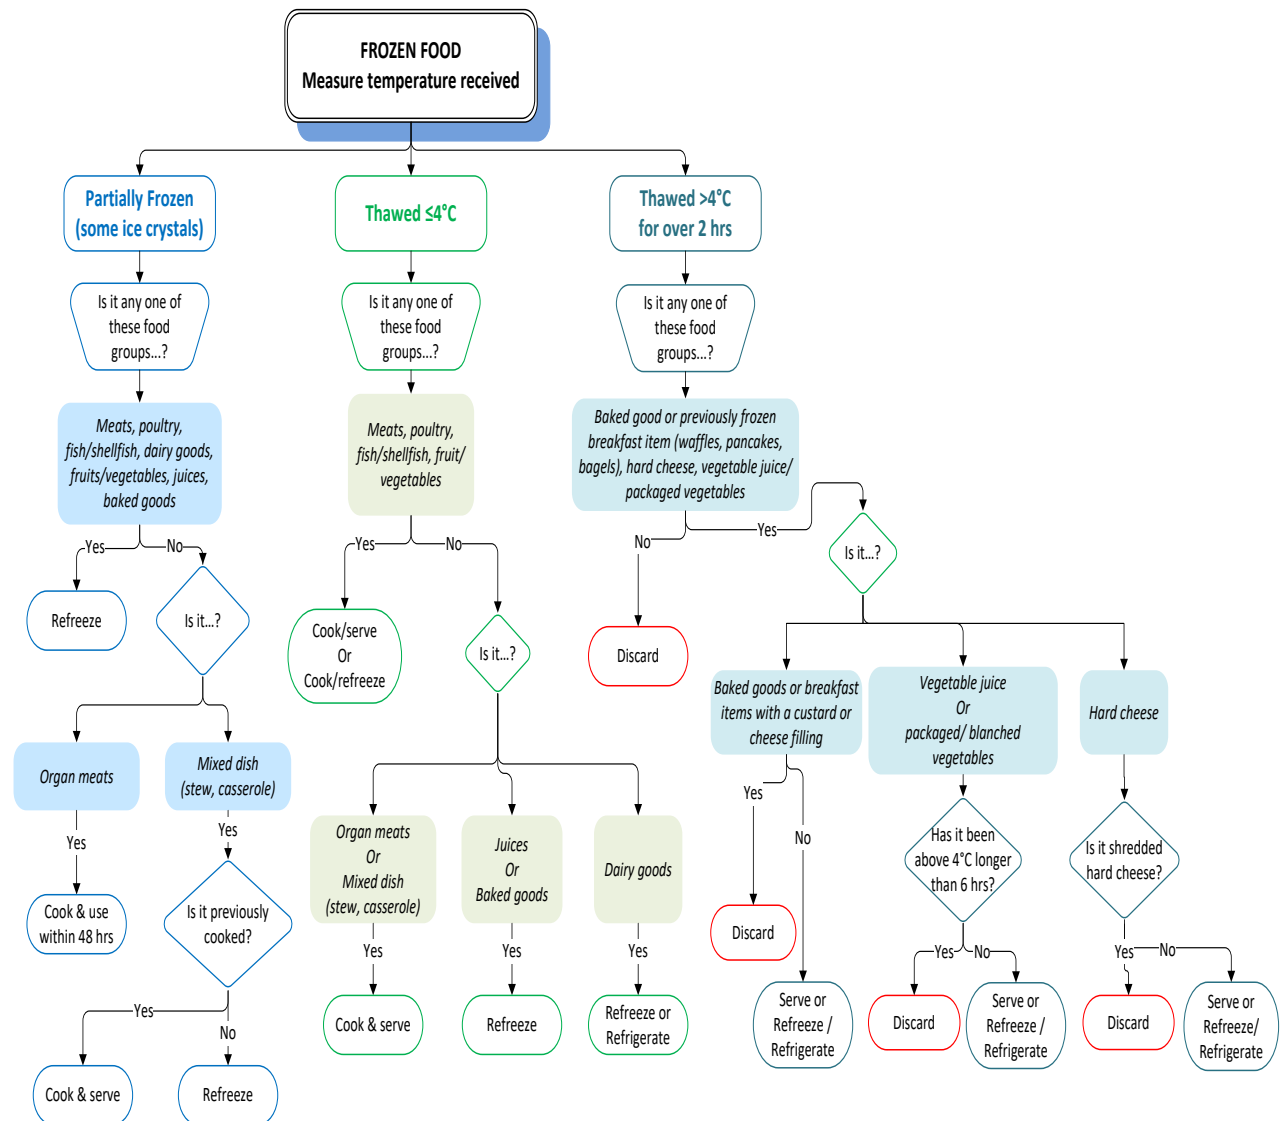 FROZEN FOOD
Measure temperature received
Partially Frozen
(some ice crystals)
Thawed ≤4°C
Thawed >4°C
for over 2 hrs
Is it any one of
these food
groups...?
Is it any one of
these food
groups...?
Is it any one of
these food
groups...?
Meats, poultry,
fish/shellfish, dairy goods,
fruits/vegetables, juices,
baked goods
Meats, poultry,
fish/shellfish, fruit/
vegetables
Baked good or previously frozen
breakfast item (waffles, pancakes,
bagels), hard cheese, vegetable juice/
packaged vegetables
Yes
No
Yes
No
No
Yes
Refreeze
Is it...?
Cook/serve
Or
Cook/refreeze
Is it...?
Discard
Is it...?
Organ meats
Mixed dish
(stew, casserole)
Yes
Yes
Cook & use
within 48 hrs
Is it previously
cooked?
Yes
No
Cook & serve
Refreeze
Organ meats
Or
Mixed dish
(stew, casserole)
Juices
Or
Baked goods
Dairy goods
Yes
Yes
Yes
Cook & serve
Refreeze
Refreeze or
Refrigerate
Baked goods or breakfast
items with a custard or
cheese filling
Vegetable juice
Or
packaged/ blanched
vegetables
Hard cheese
Yes
No
Discard
Serve or
Refreeze /
Refrigerate
Has it been
above 4°C longer
than 6 hrs?
Yes
No
Discard
Serve or
Refreeze /
Refrigerate
Is it shredded
hard cheese?
Yes
No
Discard
Serve or
Refreeze/
Refrigerate